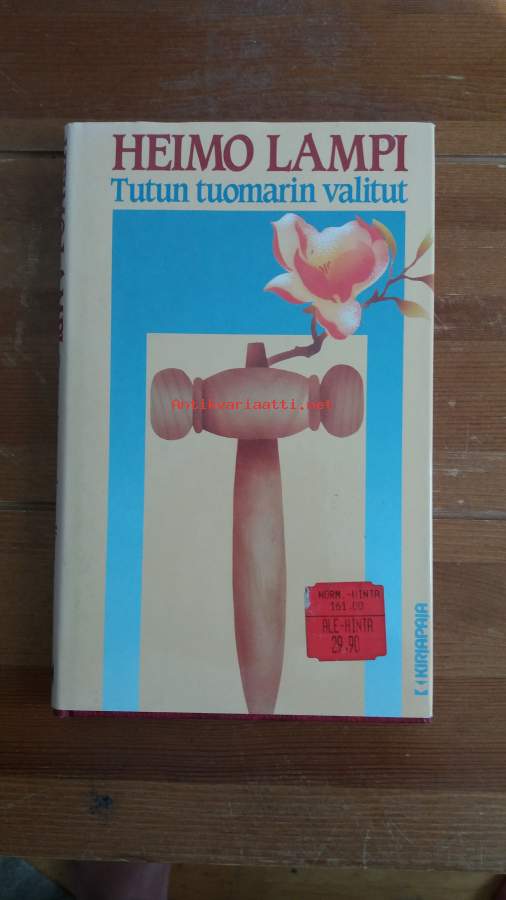 HEIMO LAMPI
Tutun tuomarin valitut
Antikvariaatti.net
NORM.-HINTA
161.00
ALE-HINTA
29.90
KIRJAPAJA